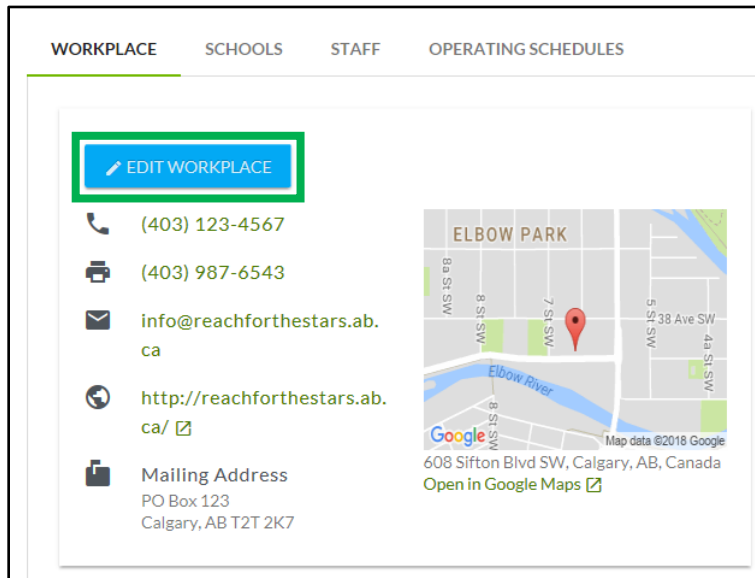 WORKPLACE SCHOOLS STAFF OPERATING SCHEDULES
EDIT WORKPLACE
(403) 123-4567
(403) 987-6543
info@reachforthestars.ab.
ca
http://reachforthestars.ab.
ca/
Mailing Address
PO Box 123
Calgary, AB T2T 2K7
ELBOW PARK
8a St SW
8 St SW
7 St SW
5 St SW
38 Ave SW
4a St SW
Elbow River
8 St SW
Google
Map data ©2018 Google
608 Sifton Blvd SW, Calgary, AB, Canada
Open in Google Maps